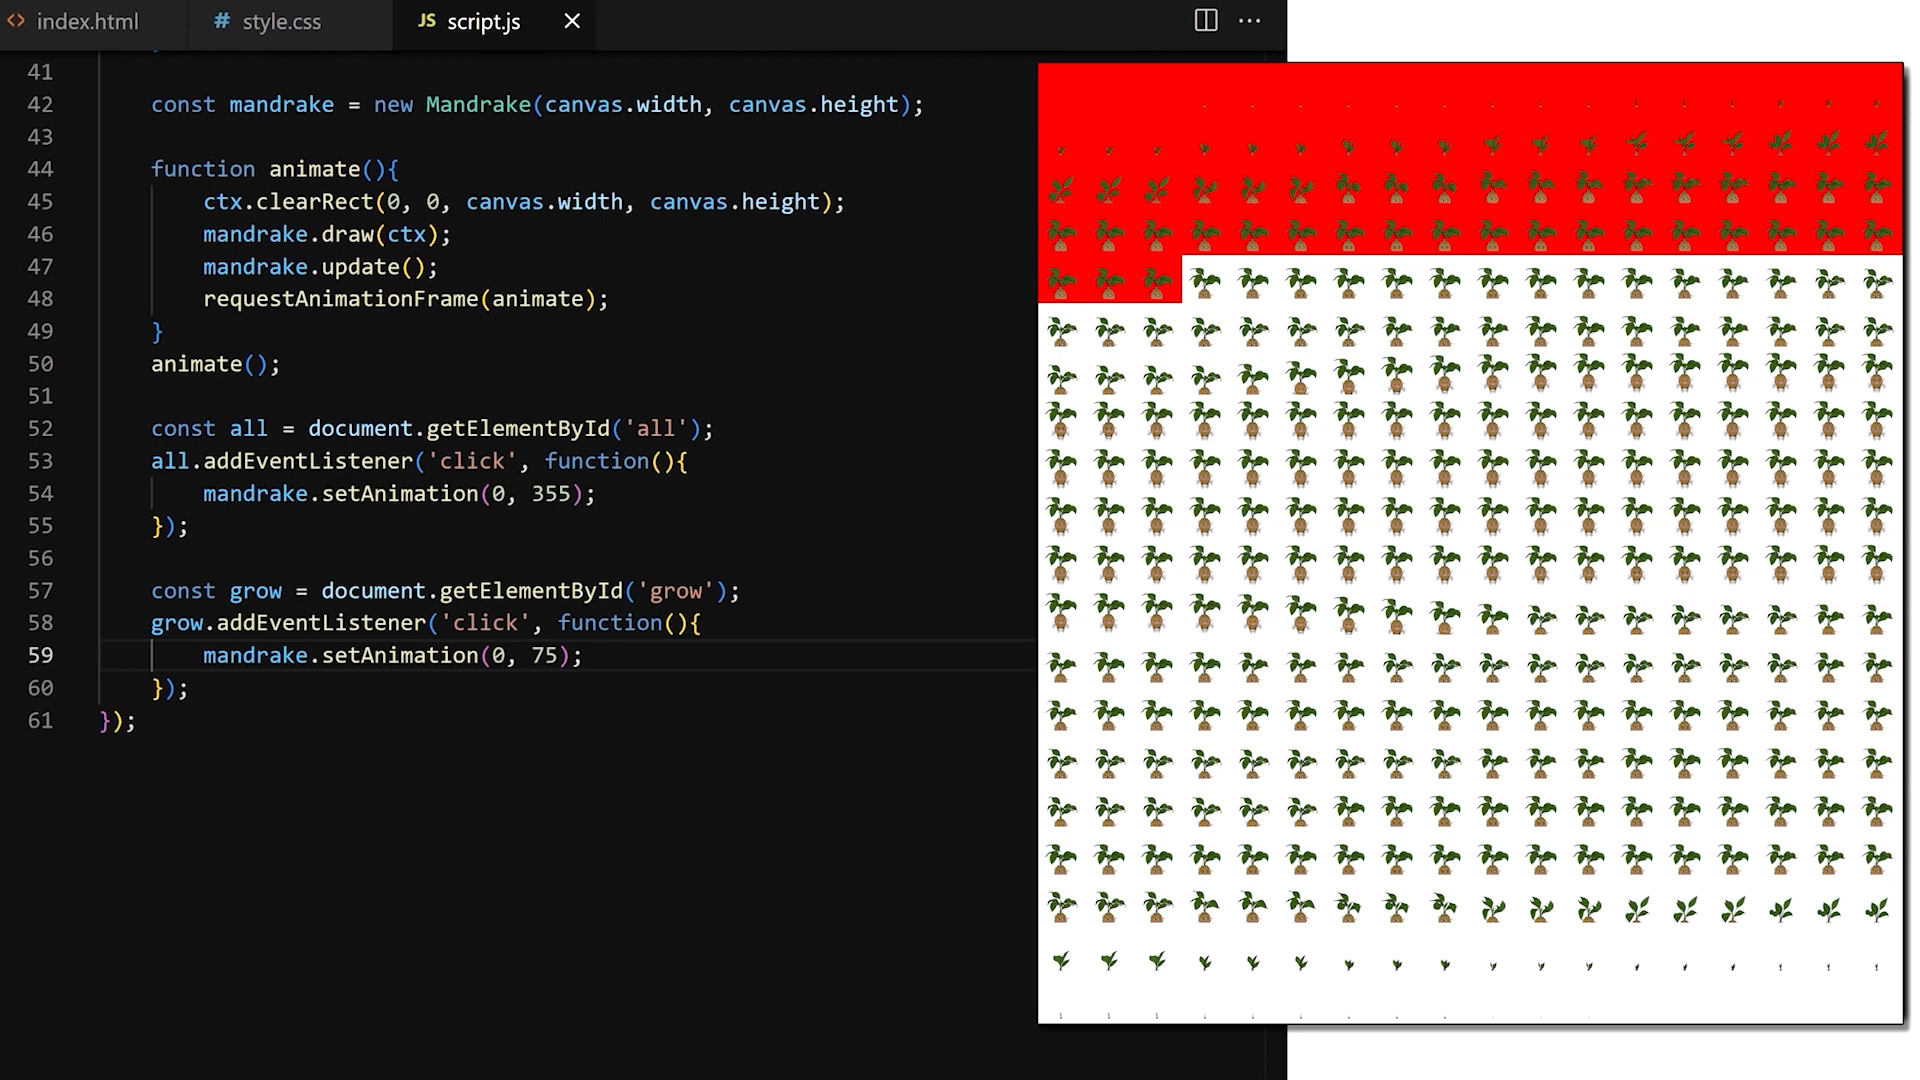 index.html
# style.css
JS script.js
41
42 const mandrake = new Mandrake(canvas.width, canvas.height);
43
44 function animate(){
45 ctx.clearRect(0, 0, canvas.width, canvas.height);
46 mandrake.draw(ctx);
47 mandrake.update();
48 requestAnimationFrame(animate);
49 }
50 animate();
51
52 const all = document.getElementById('all');
53 all.addEventListener('click', function(){
54 mandrake.setAnimation(0, 355);
55 });
56
57 const grow = document.getElementById('grow');
58 grow.addEventListener('click', function(){
59 mandrake.setAnimation(0, 75);
60 });
61 });